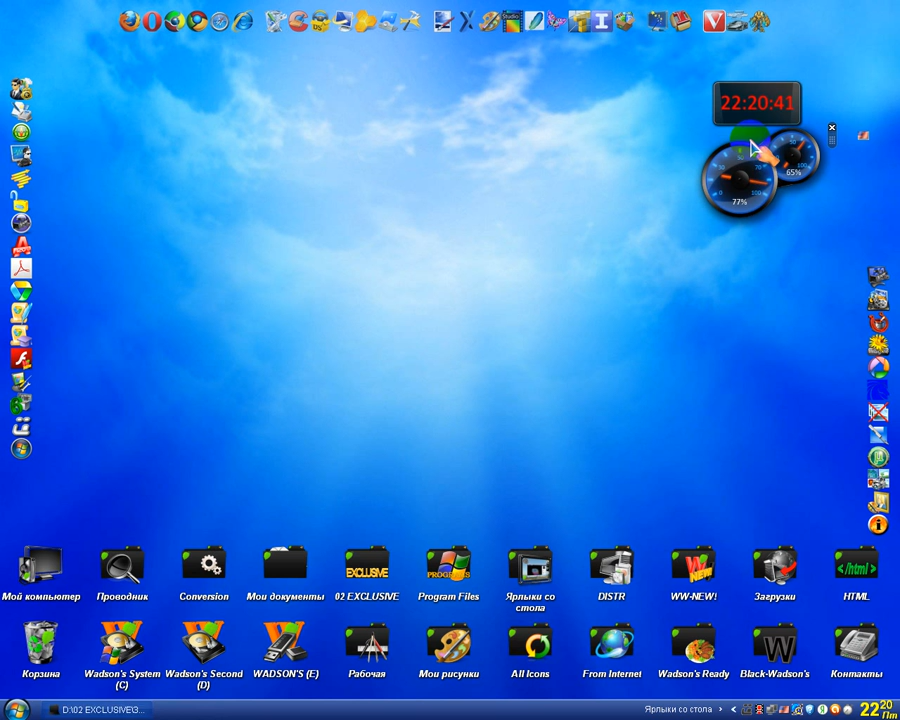 22:20:41
65%
77%
EXCLUSIVE
PROGRAMS
WW
NEW!
</html>
Мой компьютер
Проводник
Conversion
Мои документы
02 EXCLUSIVE
Program Files
Ярлыки со
стола
DISTR
WW-NEW!
Загрузки
HTML
Корзина
Wadson's System
(C)
Wadson's Second
(D)
WADSON'S (E)
Рабочая
Мои рисунки
All Icons
From Internet
Wadson's Ready
Black-Wadson's
Контакты
D:\02 EXCLUSIVE\3...
Ярлыки со стола
22 20
Пт